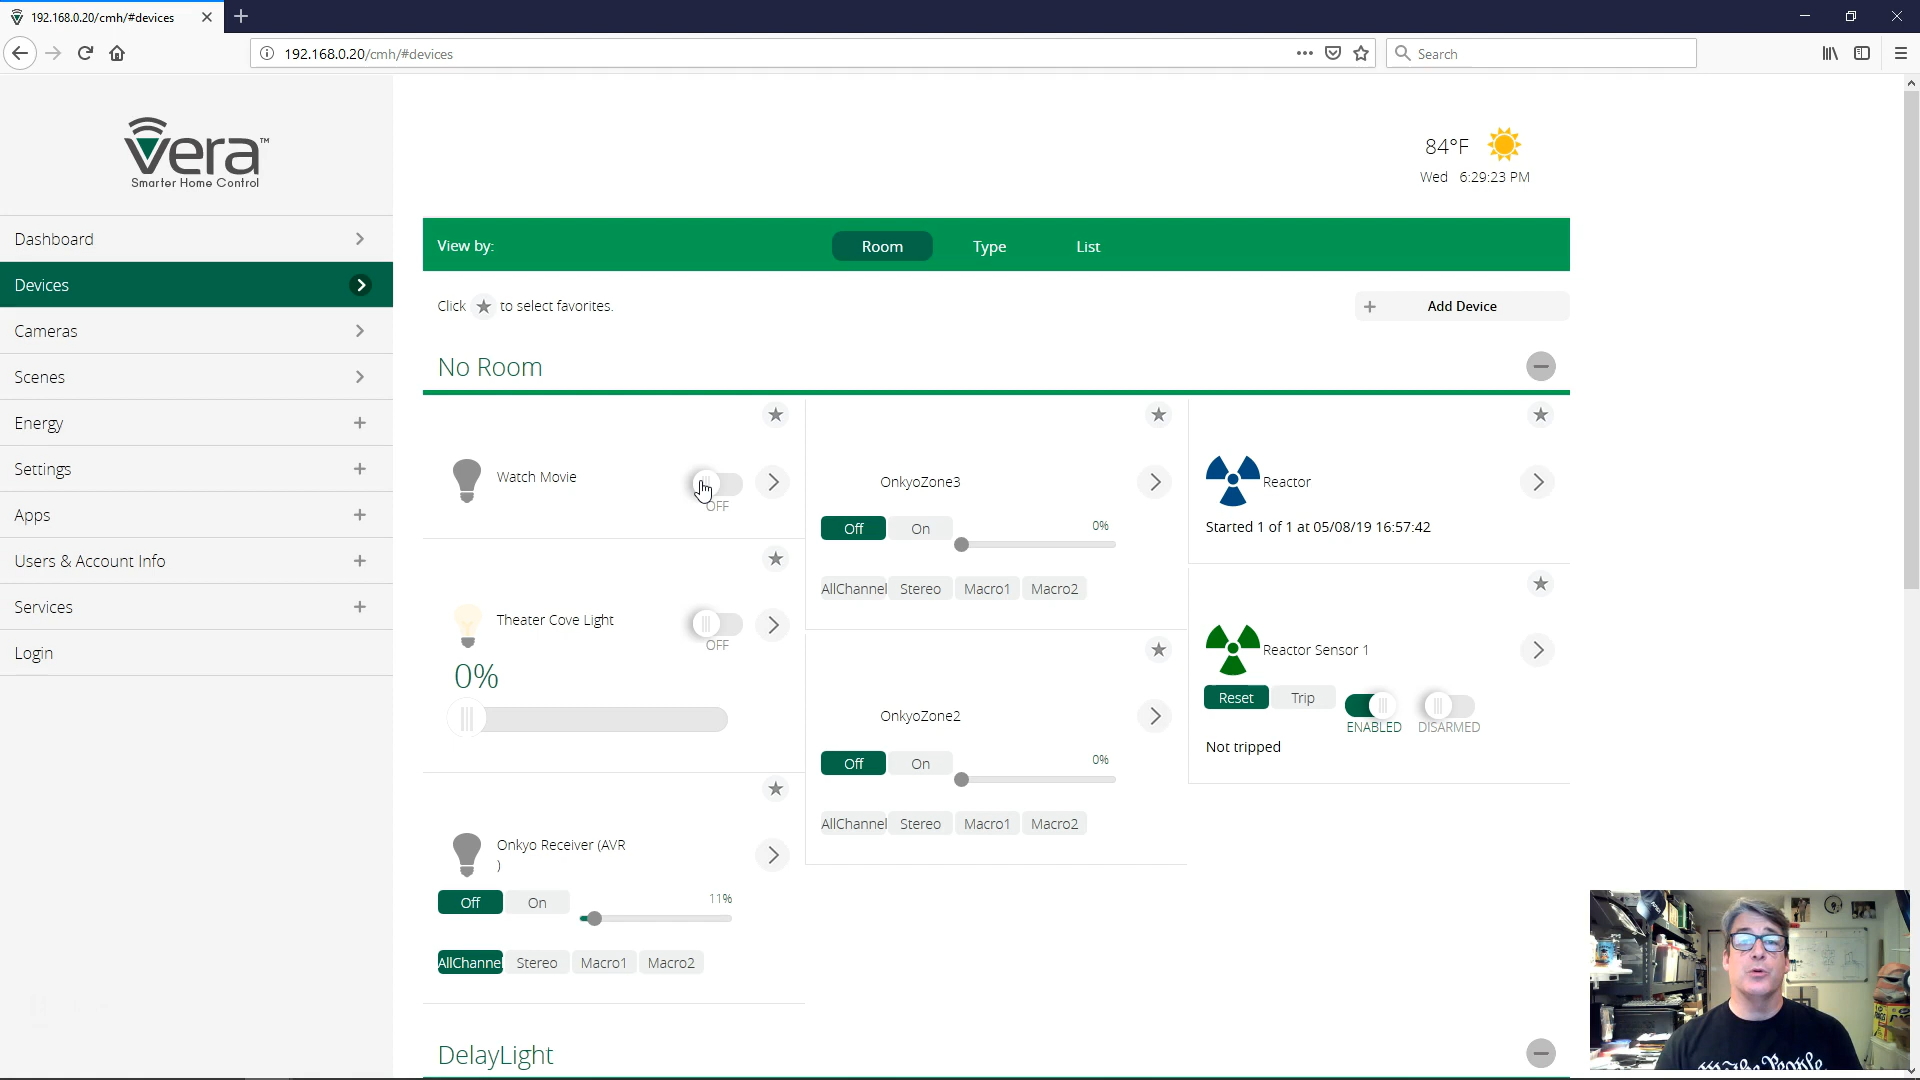 192.168.0.20/cmh/#devices
192.168.0.20/cmh/#devices
Search
Vera™
Smarter Home Control
84°F
Wed 6:29:23 PM
Dashboard
Devices
Cameras
Scenes
Energy
Settings
Apps
Users & Account Info
Services
Login
View by:
Room
Type
List
Click ★ to select favorites.
+ Add Device
No Room
Watch Movie
OFF
Theater Cove Light
OFF
0%
Onkyo Receiver (AVR
)
Off
On
11%
AllChannel
Stereo
Macro1
Macro2
OnkyoZone3
Off
On
0%
AllChannel
Stereo
Macro1
Macro2
OnkyoZone2
Off
On
0%
AllChannel
Stereo
Macro1
Macro2
Reactor
Started 1 of 1 at 05/08/19 16:57:42
Reactor Sensor 1
Reset
Trip
ENABLED
DISARMED
Not tripped
DelayLight
We The People